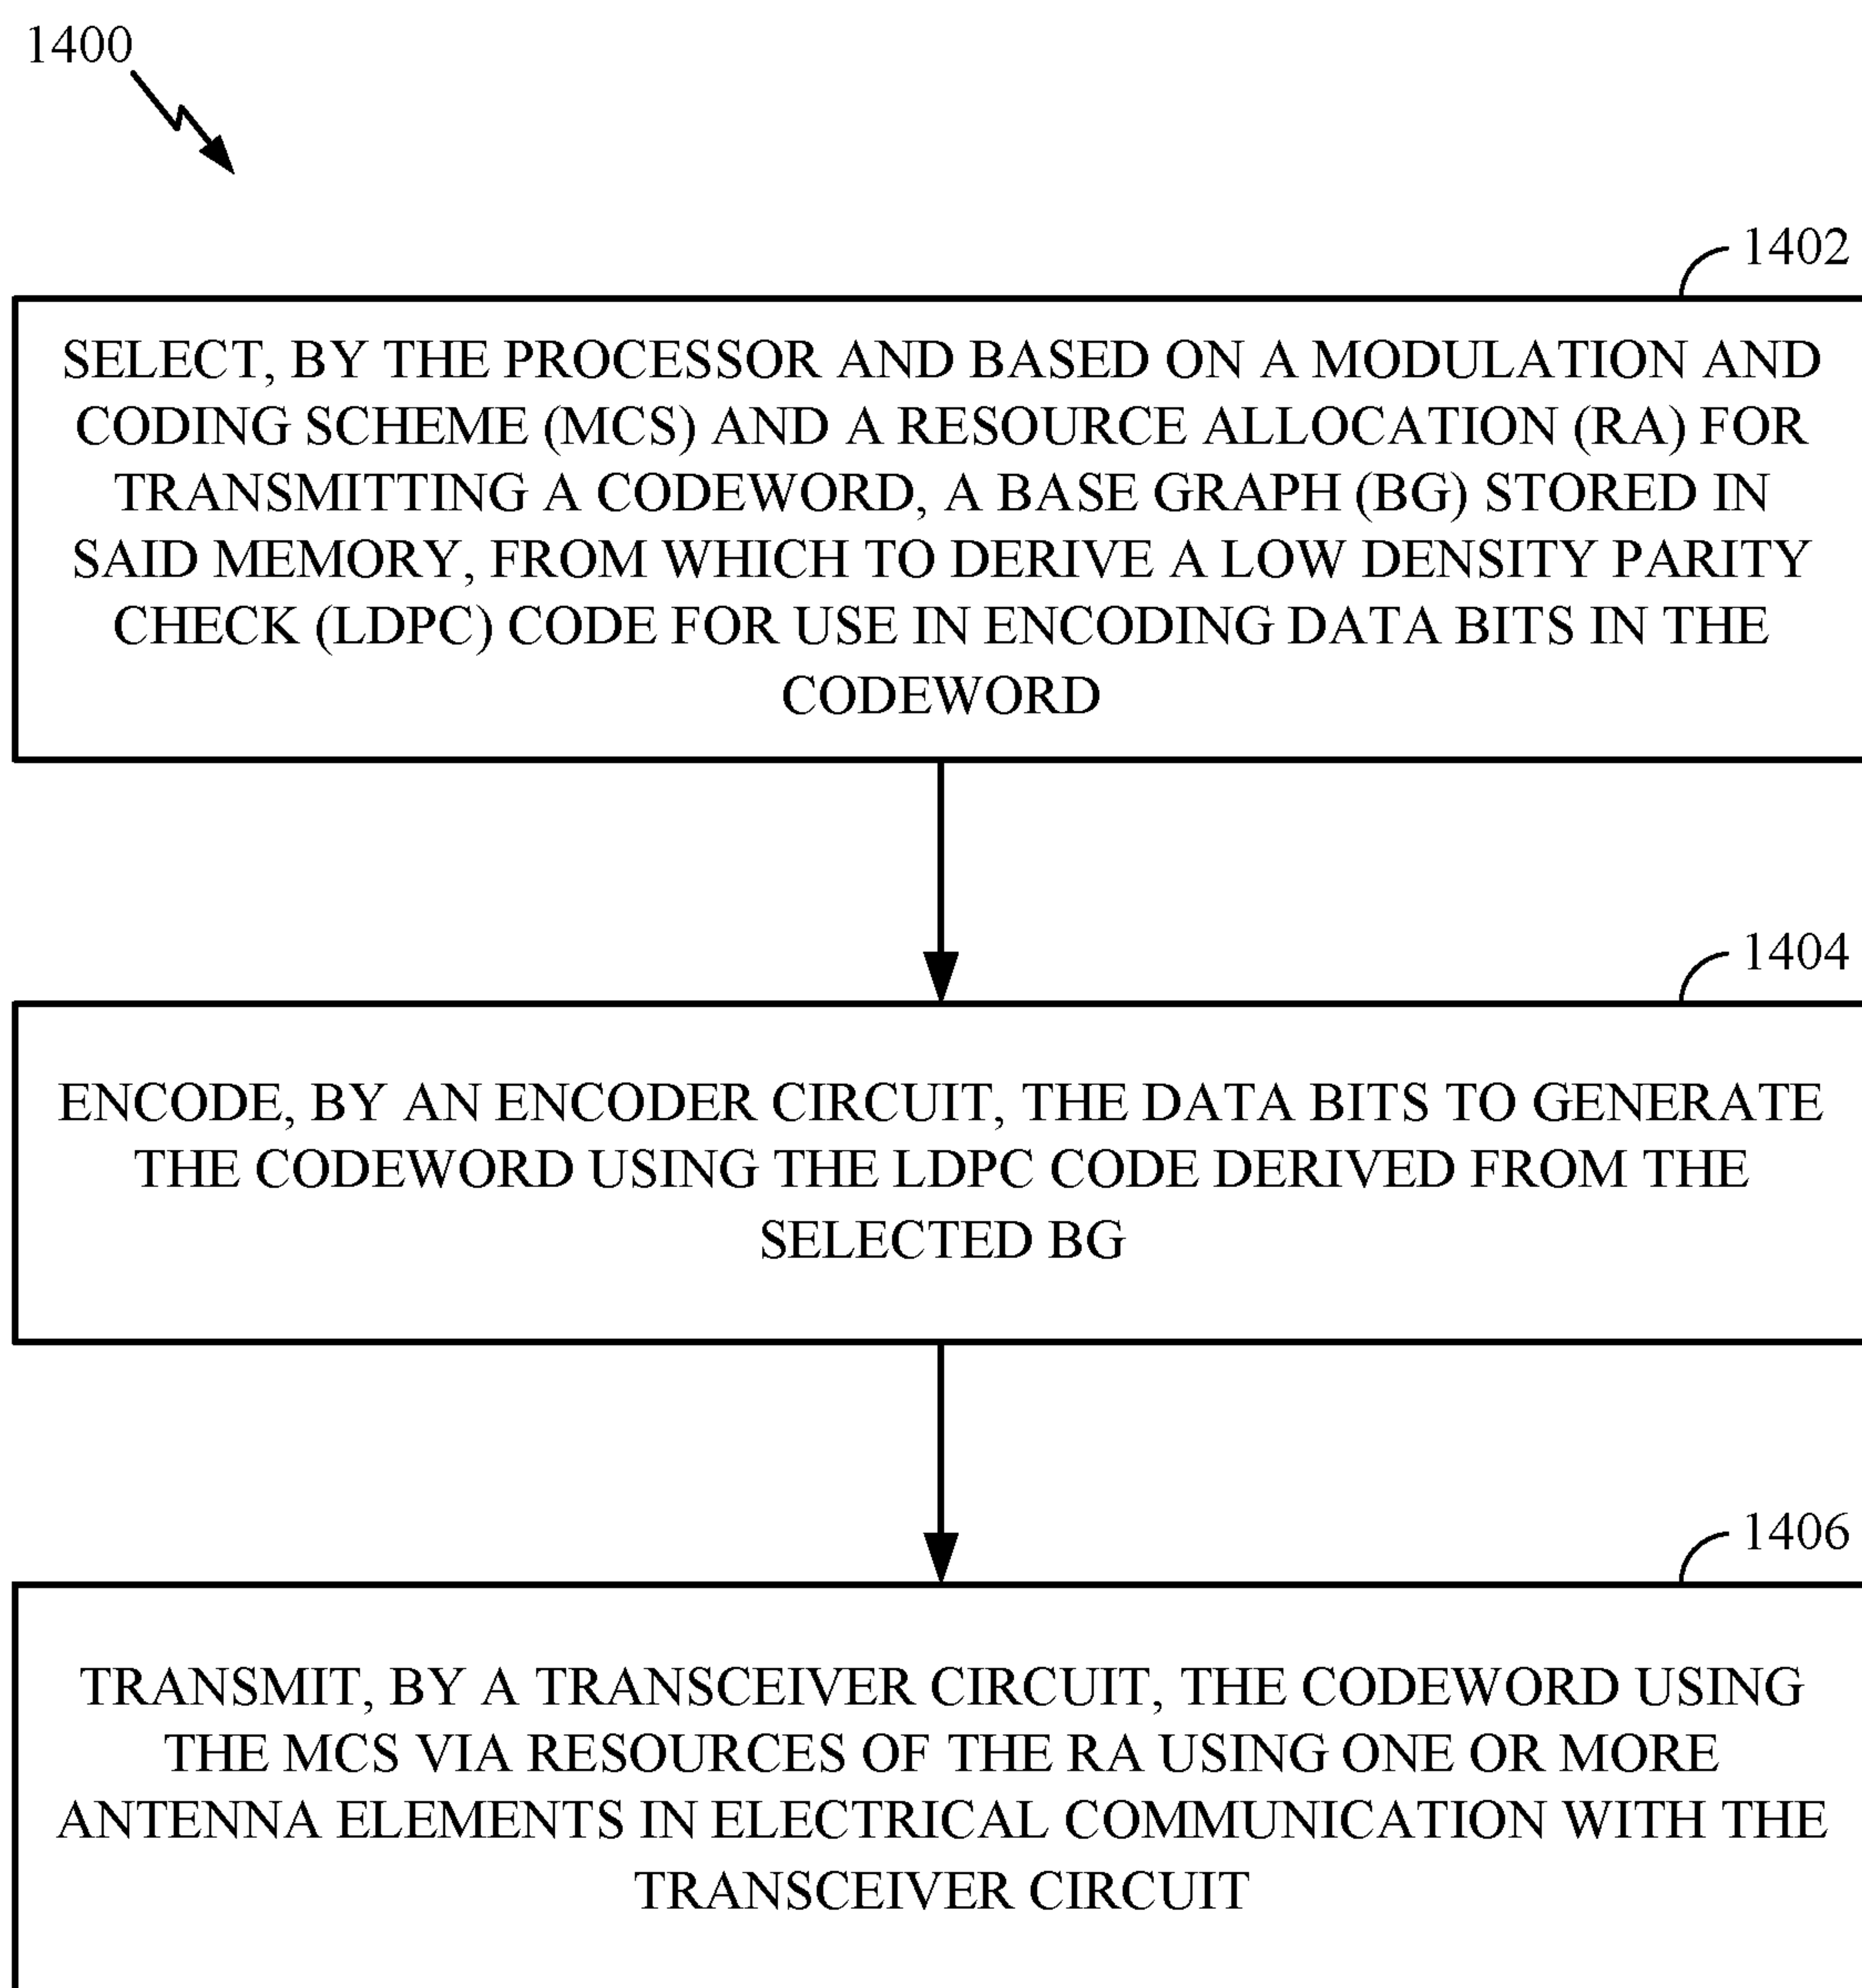 1400
1402
SELECT, BY THE PROCESSOR AND BASED ON A MODULATION AND
CODING SCHEME (MCS) AND A RESOURCE ALLOCATION (RA) FOR
TRANSMITTING A CODEWORD, A BASE GRAPH (BG) STORED IN
SAID MEMORY, FROM WHICH TO DERIVE A LOW DENSITY PARITY
CHECK (LDPC) CODE FOR USE IN ENCODING DATA BITS IN THE
CODEWORD
1404
ENCODE, BY AN ENCODER CIRCUIT, THE DATA BITS TO GENERATE
THE CODEWORD USING THE LDPC CODE DERIVED FROM THE
SELECTED BG
1406
TRANSMIT, BY A TRANSCEIVER CIRCUIT, THE CODEWORD USING
THE MCS VIA RESOURCES OF THE RA USING ONE OR MORE
ANTENNA ELEMENTS IN ELECTRICAL COMMUNICATION WITH THE
TRANSCEIVER CIRCUIT